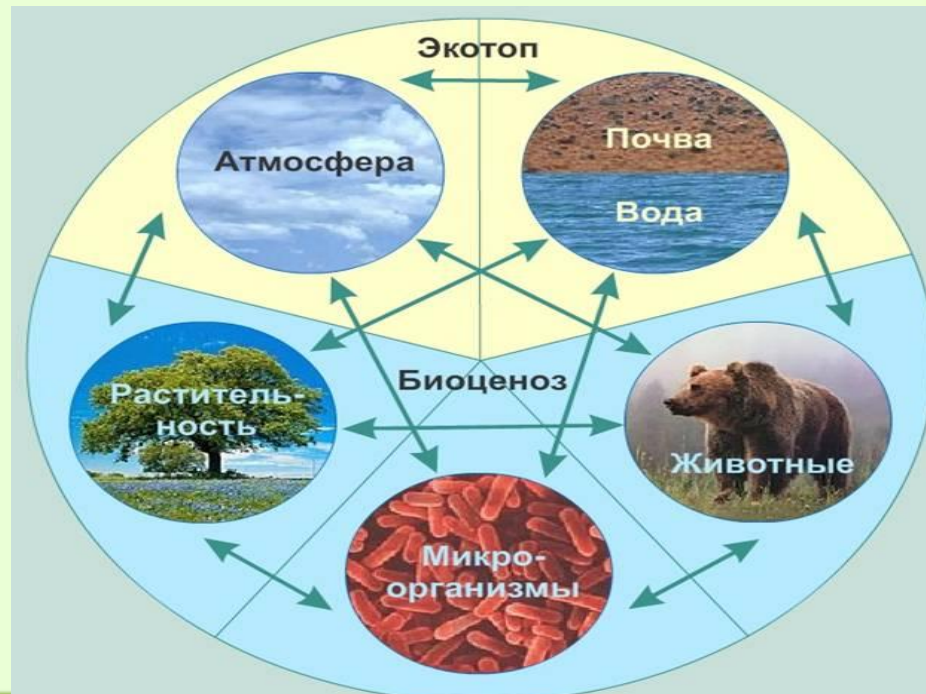 Экотоп
Атмосфера
Почва
Вода
Биоценоз
Раститель-
ность
Животные
Микро-
организмы